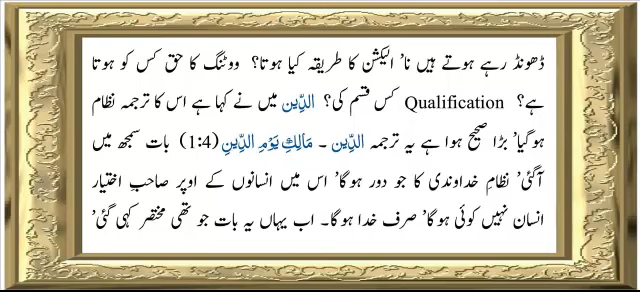 ڈھونڈ رہے ہوتے ہیں نا’ الیکشن کا طریقہ کیا ہوتا؟ ووٹنگ کا حق کس کو ہوتا
ہے؟ Qualification کس قسم کی؟ الدِّین میں نے کہا ہے اس کا ترجمہ نظام
ہوگیا’ بڑا صحیح ہوا ہے یہ ترجمہ الدِّین ۔ مَالِكِ يَوْمِ الدِّينِ (1:4) بات سمجھ میں
آگئی’ نظامِ خداوندی کا جو دور ہوگا’ اس میں انسانوں کے اوپر صاحبِ اختیار
انسان نہیں کوئی ہوگا’ صرف خدا ہوگا۔ اب یہاں یہ بات جو تھی مختصر کہی گئی’